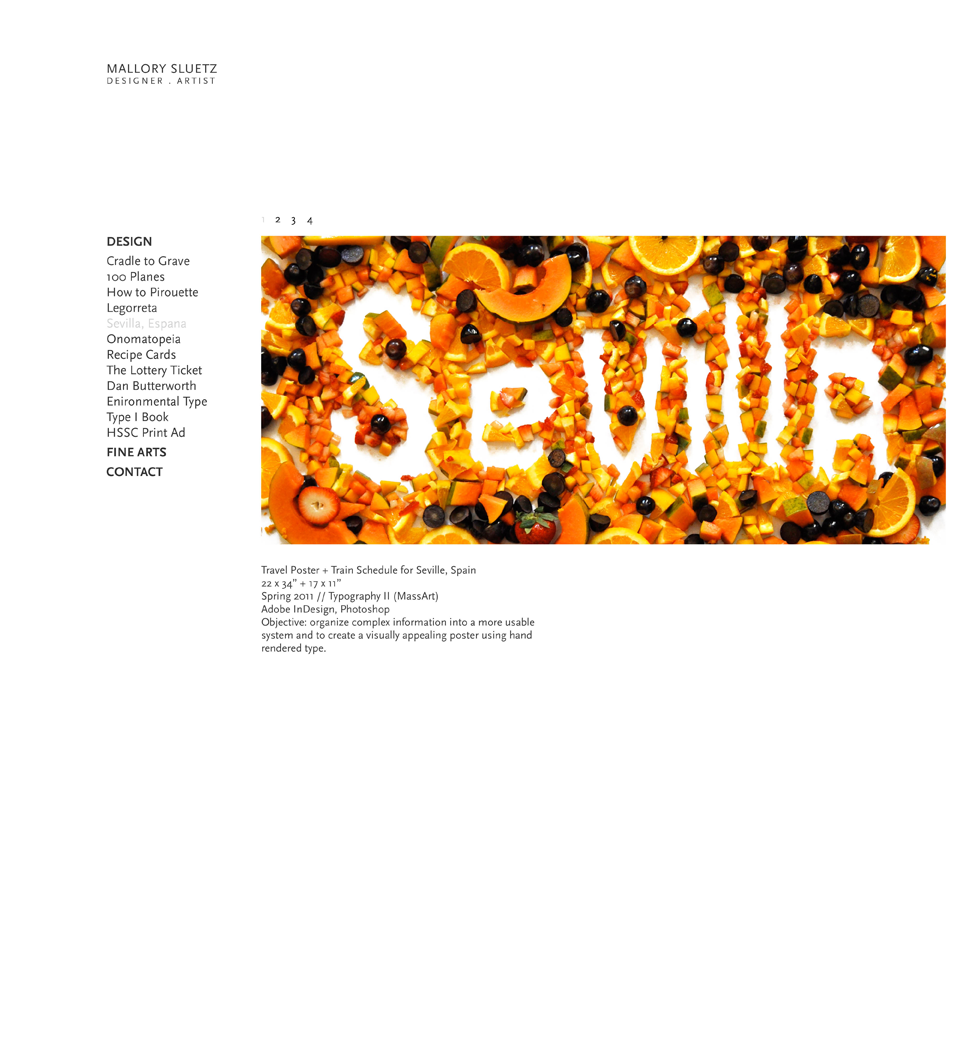 MALLORY SLUETZ
DESIGNER . ARTIST
1 2 3 4
DESIGN
Cradle to Grave
100 Planes
How to Pirouette
Legorreta
Sevilla, Espana
Onomatopeia
Recipe Cards
The Lottery Ticket
Dan Butterworth
Enironmental Type
Type I Book
HSSC Print Ad
FINE ARTS
CONTACT
Sevilla
Travel Poster + Train Schedule for Seville, Spain
22 x 34” + 17 x 11”
Spring 2011 // Typography II (MassArt)
Adobe InDesign, Photoshop
Objective: organize complex information into a more usable
system and to create a visually appealing poster using hand
rendered type.